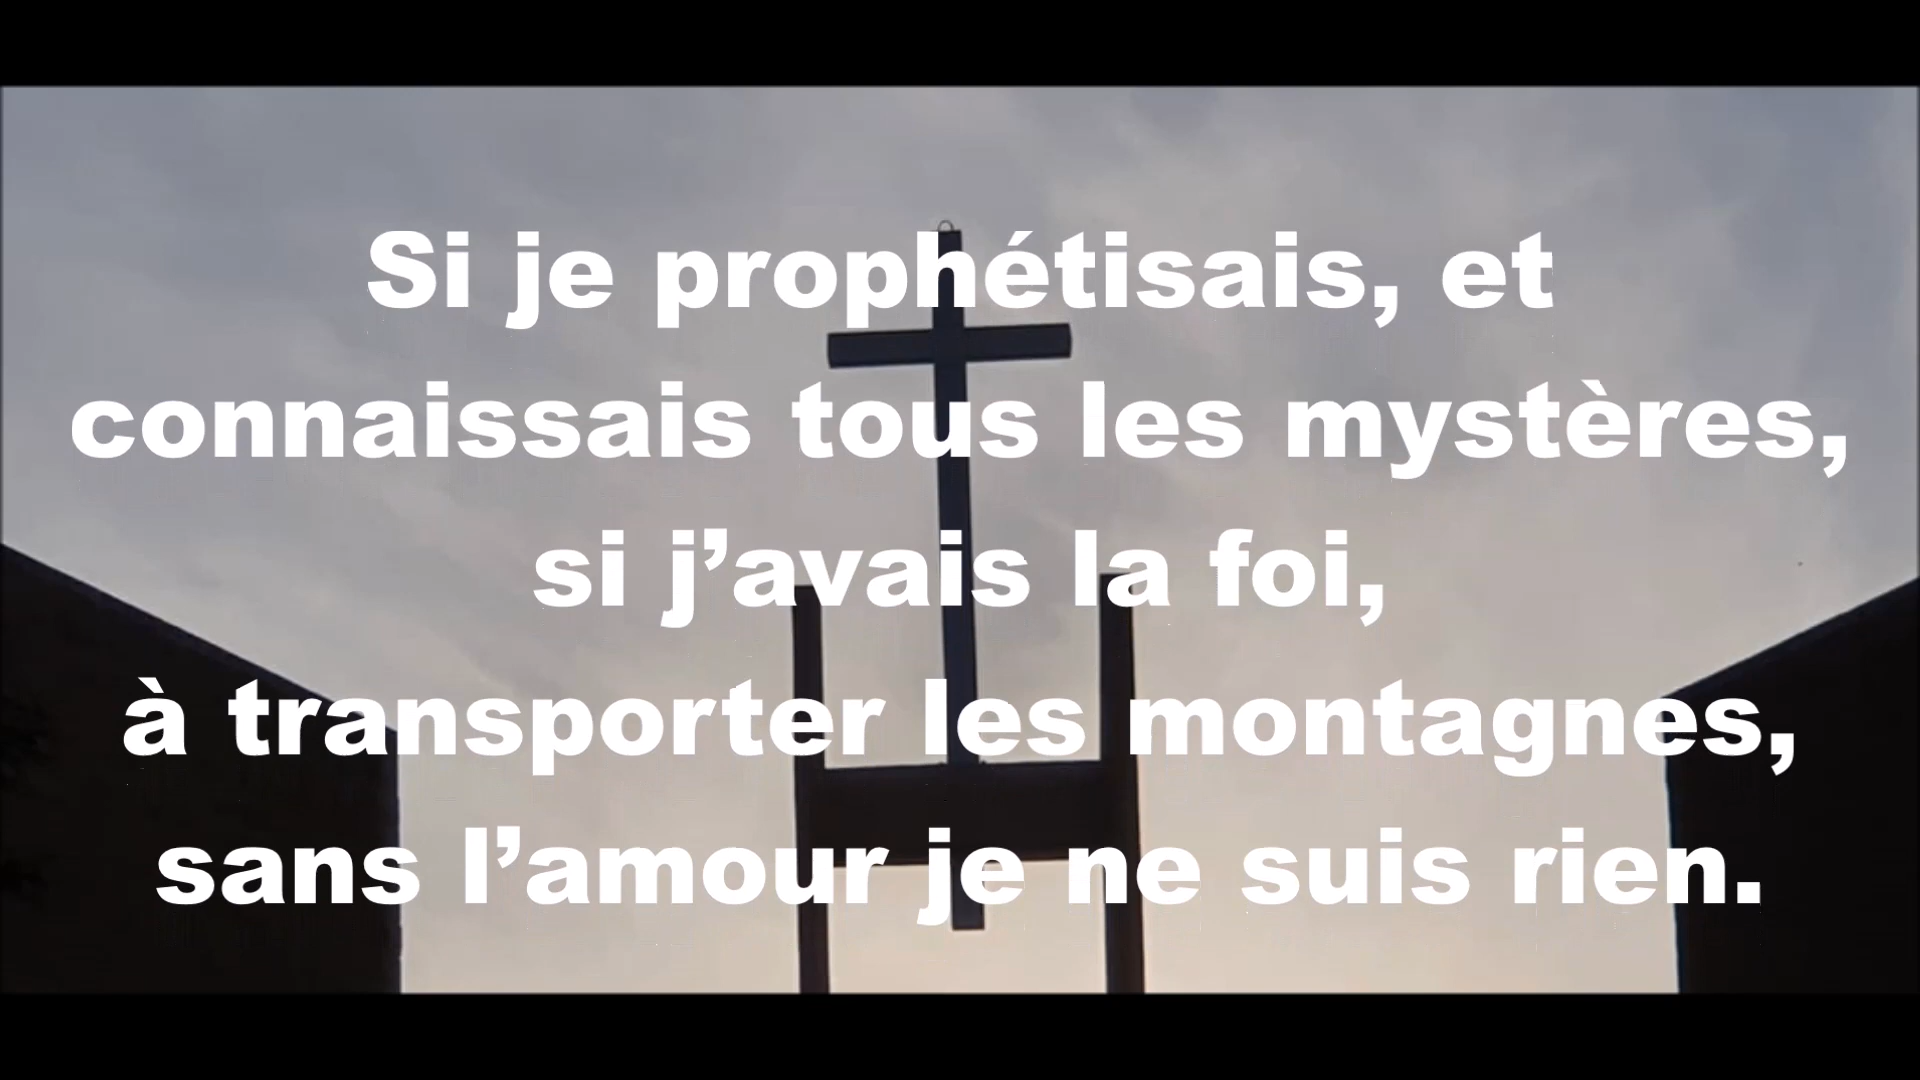 Si je prophétisais, et
connaissais tous les mystères,
si j’avais la foi,
à transporter les montagnes,
sans l’amour je ne suis rien.